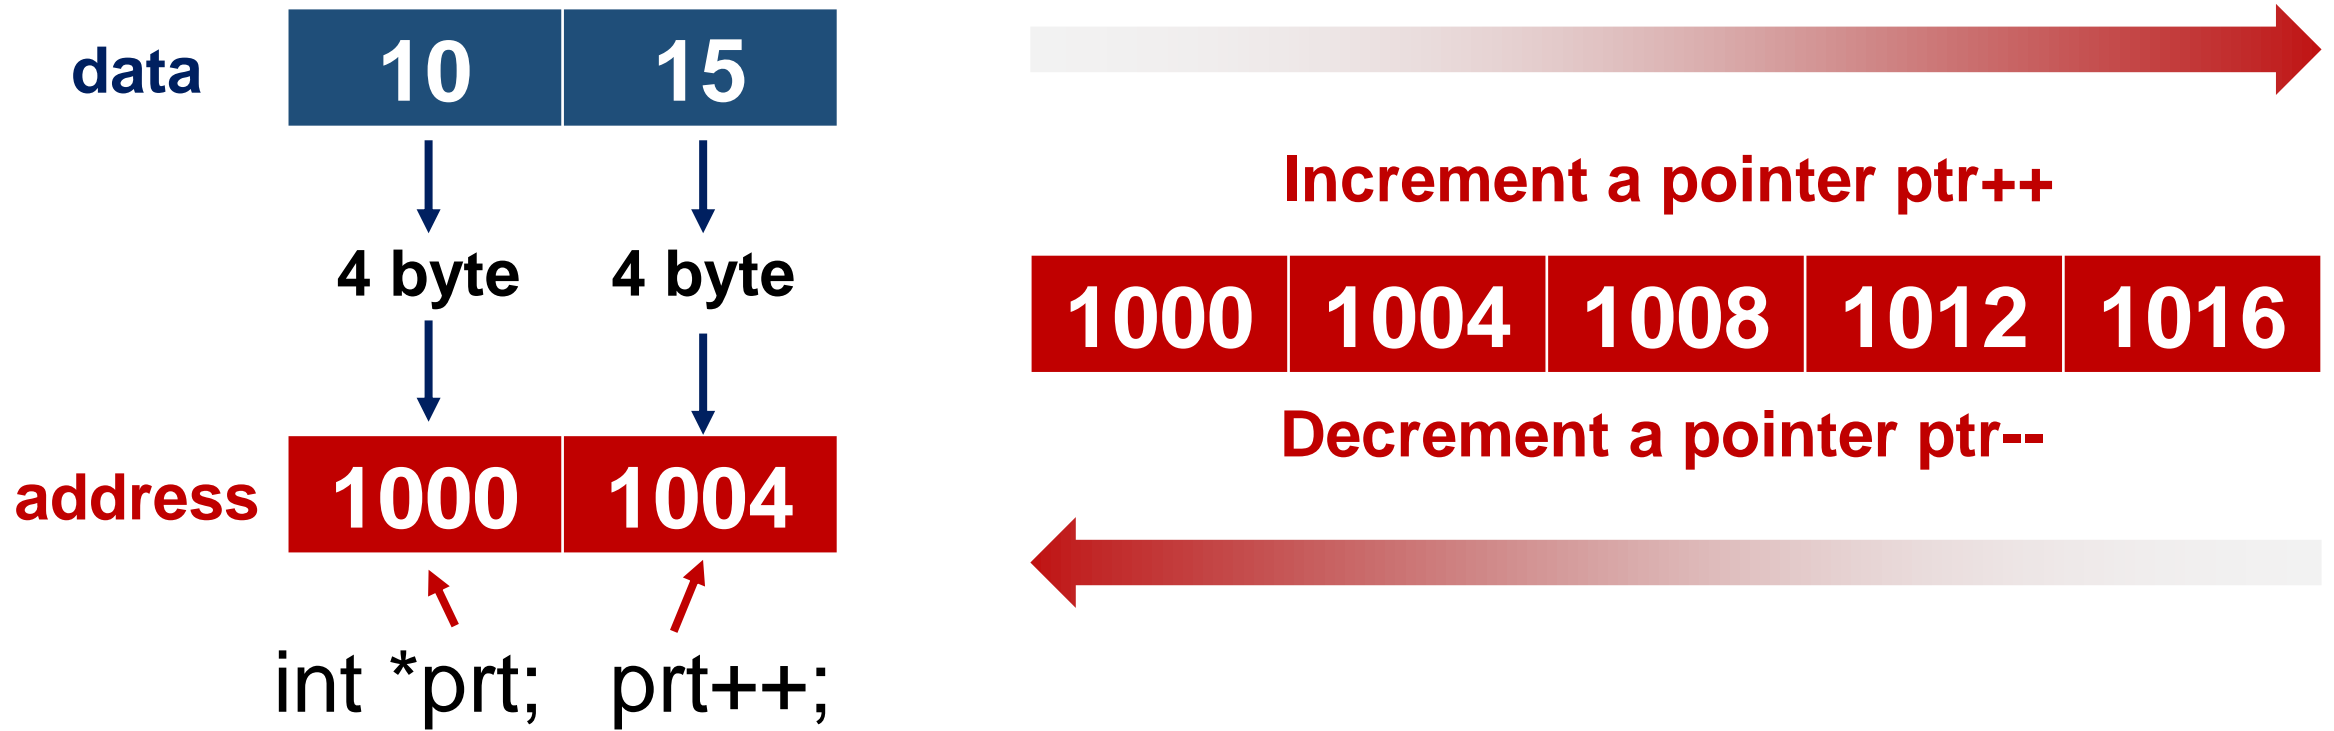 data 10 15
4 byte 4 byte
address 1000 1004
int *prt; prt++;
Increment a pointer ptr++
1000 1004 1008 1012 1016
Decrement a pointer ptr--